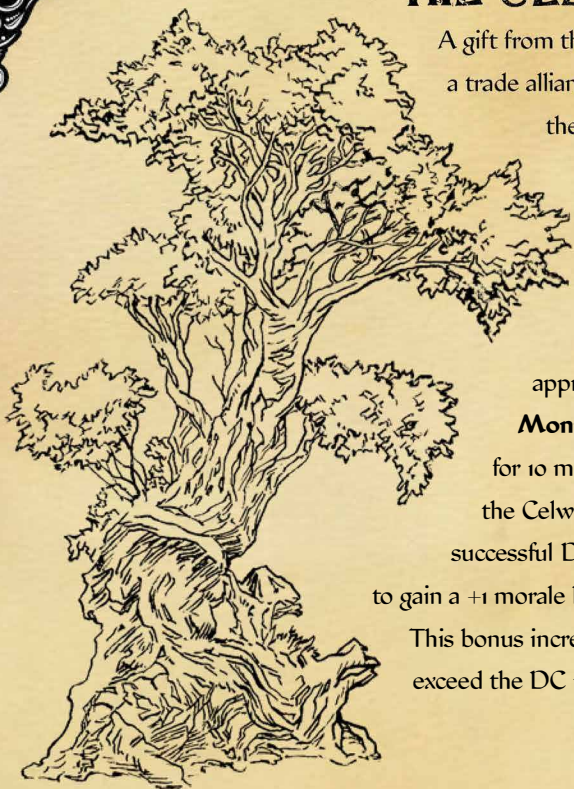 A gift from th
a trade allian
the
appr
Mon
for 10 m
the Celw
successful D
to gain a +1 morale
This bonus incre
exceed the DC